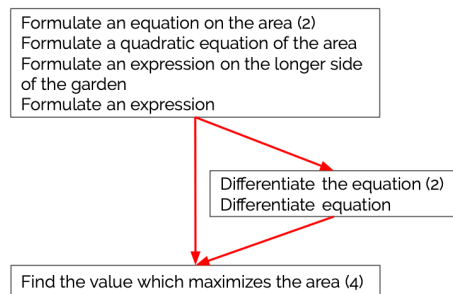 Formulate an equation on the area (2)
Formulate a quadratic equation of the area
Formulate an expression on the longer side
of the garden
Formulate an expression
Differentiate the equation (2)
Differentiate equation
Find the value which maximizes the area (4)